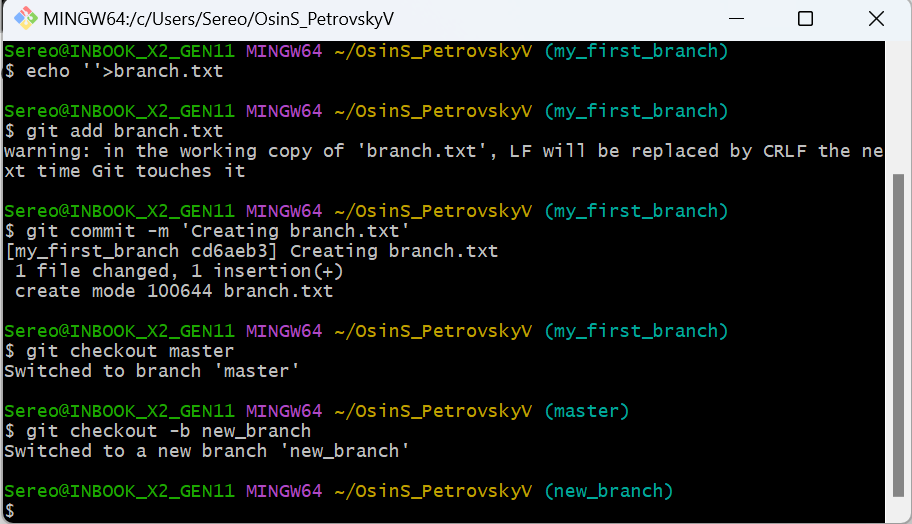 MINGW64:/c/Users/Sereo/OsinS_PetrovskyV
Sereo@INBOOK_X2_GEN11 MINGW64 ~/OsinS_PetrovskyV (my_first_branch)
$ echo ''>branch.txt
Sereo@INBOOK_X2_GEN11 MINGW64 ~/OsinS_PetrovskyV (my_first_branch)
$ git add branch.txt
warning: in the working copy of 'branch.txt', LF will be replaced by CRLF the ne
xt time Git touches it
Sereo@INBOOK_X2_GEN11 MINGW64 ~/OsinS_PetrovskyV (my_first_branch)
$ git commit -m 'Creating branch.txt'
[my_first_branch cd6aeb3] Creating branch.txt
 1 file changed, 1 insertion(+)
 create mode 100644 branch.txt
Sereo@INBOOK_X2_GEN11 MINGW64 ~/OsinS_PetrovskyV (my_first_branch)
$ git checkout master
Switched to branch 'master'
Sereo@INBOOK_X2_GEN11 MINGW64 ~/OsinS_PetrovskyV (master)
$ git checkout -b new_branch
Switched to a new branch 'new_branch'
Sereo@INBOOK_X2_GEN11 MINGW64 ~/OsinS_PetrovskyV (new_branch)
$